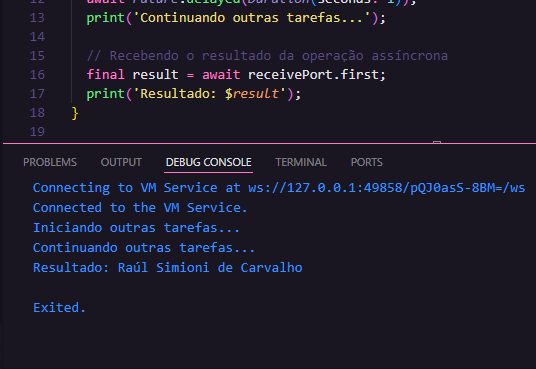 12 await Future.delayed(Duration(seconds: 1));
13 print('Continuando outras tarefas...');
14
15 // Recebendo o resultado da operação assíncrona
16 final result = await receivePort.first;
17 print('Resultado: $result');
18 }
19
PROBLEMS OUTPUT DEBUG CONSOLE TERMINAL PORTS
Connecting to VM Service at ws://127.0.0.1:49858/pQJ0asS-8BM=/ws
Connected to the VM Service.
Iniciando outras tarefas...
Continuando outras tarefas...
Resultado: Raúl Simioni de Carvalho
Exited.